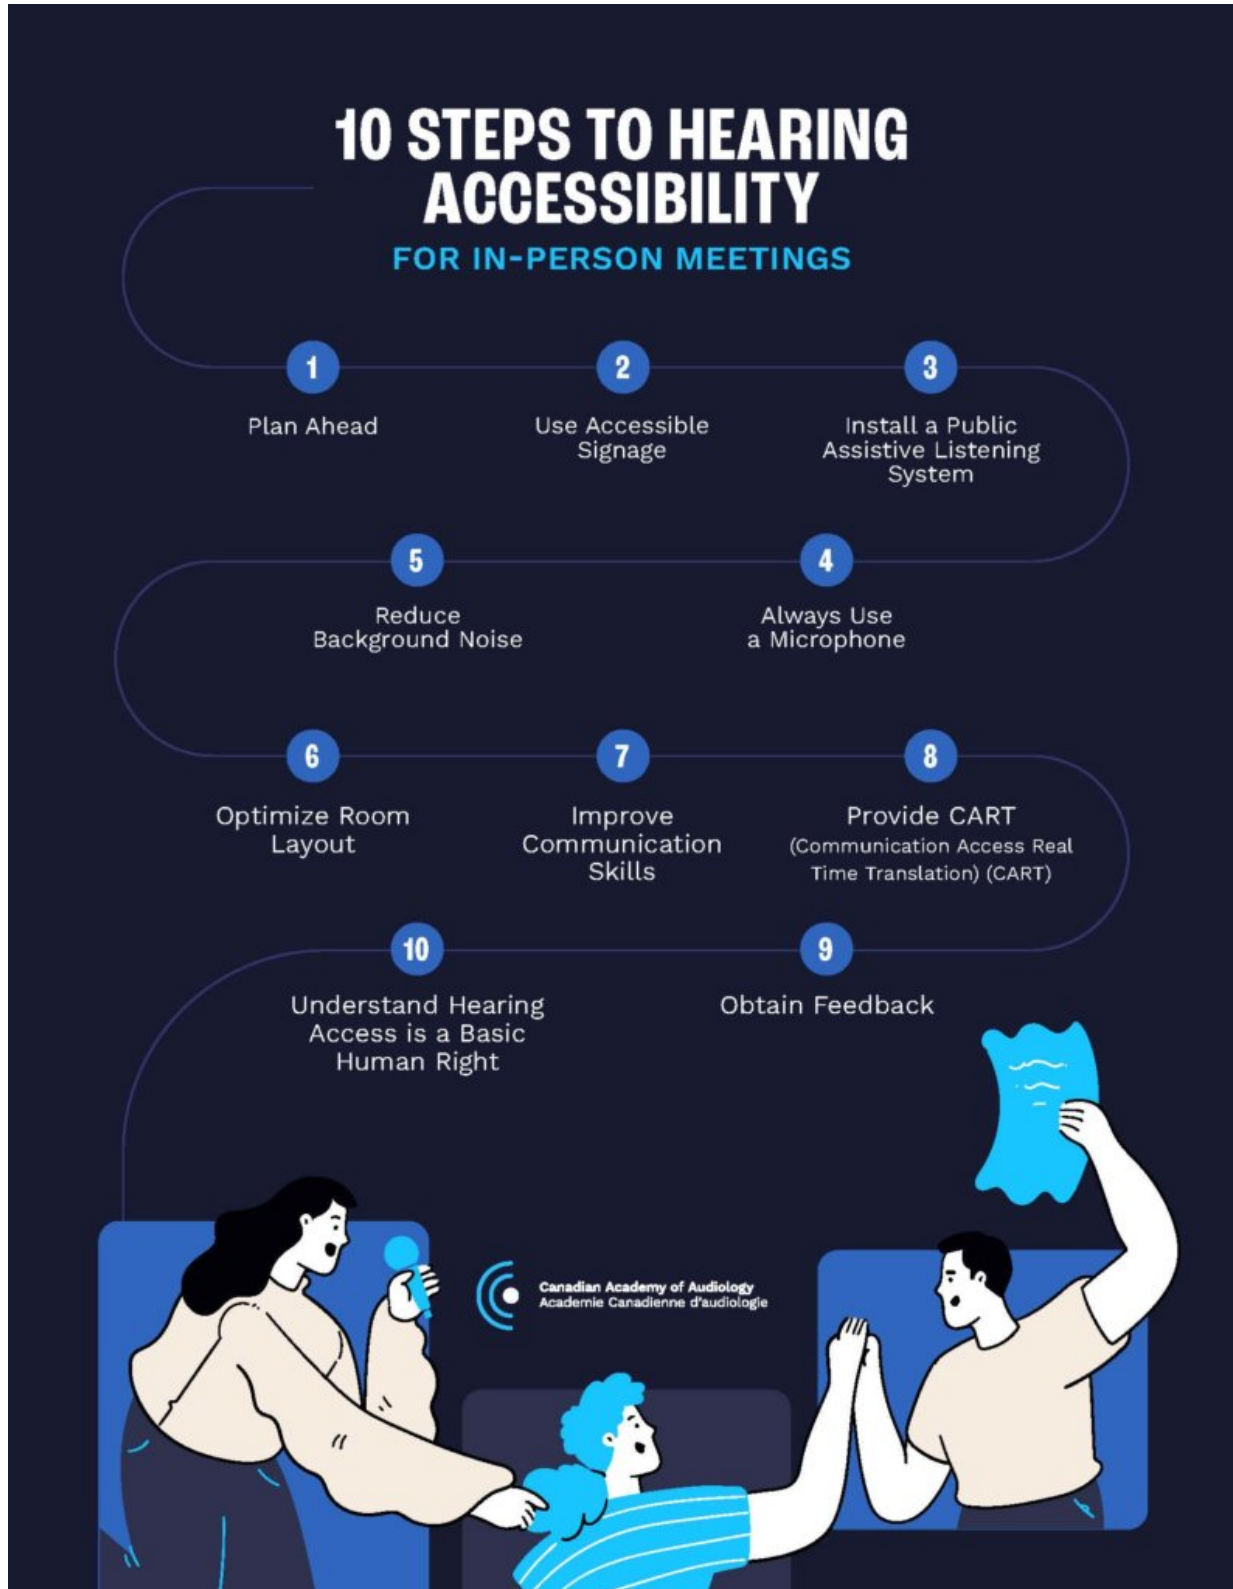 10 STEPS TO HEARING
ACCESSIBILITY
FOR IN-PERSON MEETINGS
1
Plan Ahead
2
Use Accessible
Signage
3
Install a Public
Assistive Listening
System
4
Always Use
a Microphone
5
Reduce
Background Noise
6
Optimize Room
Layout
7
Improve
Communication
Skills
8
Provide CART
(Communication Access Real
Time Translation) (CART)
9
Obtain Feedback
10
Understand Hearing
Access is a Basic
Human Right
Canadian Academy of Audiology
Academie Canadienne d'audiologie